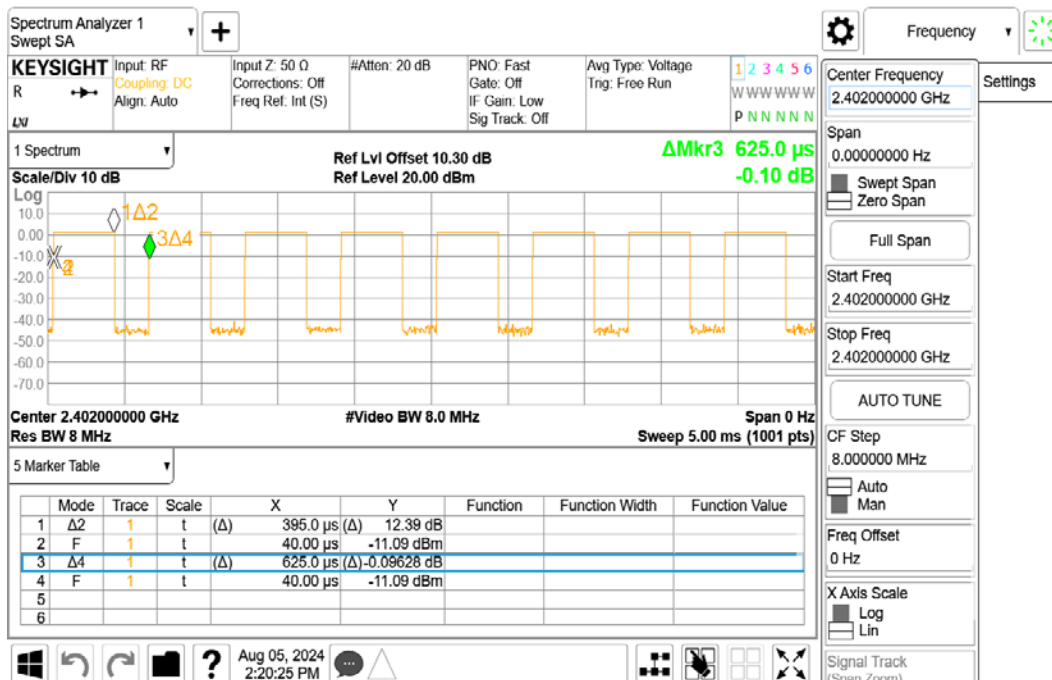 Spectrum Analyzer 1
Swept SA
Frequency
KEYSIGHT
R
LXI
Input: RF
Coupling: DC
Align: Auto
Input Z: 50 Ω
Corrections: Off
Freq Ref: Int (S)
#Atten: 20 dB
PNO: Fast
Gate: Off
IF Gain: Low
Sig Track: Off
Avg Type: Voltage
Trig: Free Run
1 2 3 4 5 6
W W W W W W
P N N N N N
Center Frequency
2.402000000 GHz
Settings
Span
0.00000000 Hz
Swept Span
Zero Span
Full Span
Start Freq
2.402000000 GHz
Stop Freq
2.402000000 GHz
AUTO TUNE
CF Step
8.000000 MHz
Auto
Man
Freq Offset
0 Hz
X Axis Scale
Log
Lin
Signal Track
(Span Zoom)
1 Spectrum
Scale/Div 10 dB
Ref Lvl Offset 10.30 dB
Ref Level 20.00 dBm
ΔMkr3 625.0 µs
-0.10 dB
Log
10.0
0.00
-10.0
-20.0
-30.0
-40.0
-50.0
-60.0
-70.0
1Δ2
3Δ4
Center 2.402000000 GHz
Res BW 8 MHz
#Video BW 8.0 MHz
Span 0 Hz
Sweep 5.00 ms (1001 pts)
5 Marker Table
Mode Trace Scale X Y Function Function Width Function Value
1 Δ2 1 t (Δ) 395.0 µs (Δ) 12.39 dB
2 F 1 t 40.00 µs -11.09 dBm
3 Δ4 1 t (Δ) 625.0 µs (Δ) -0.09628 dB
4 F 1 t 40.00 µs -11.09 dBm
5
6
Aug 05, 2024
2:20:25 PM